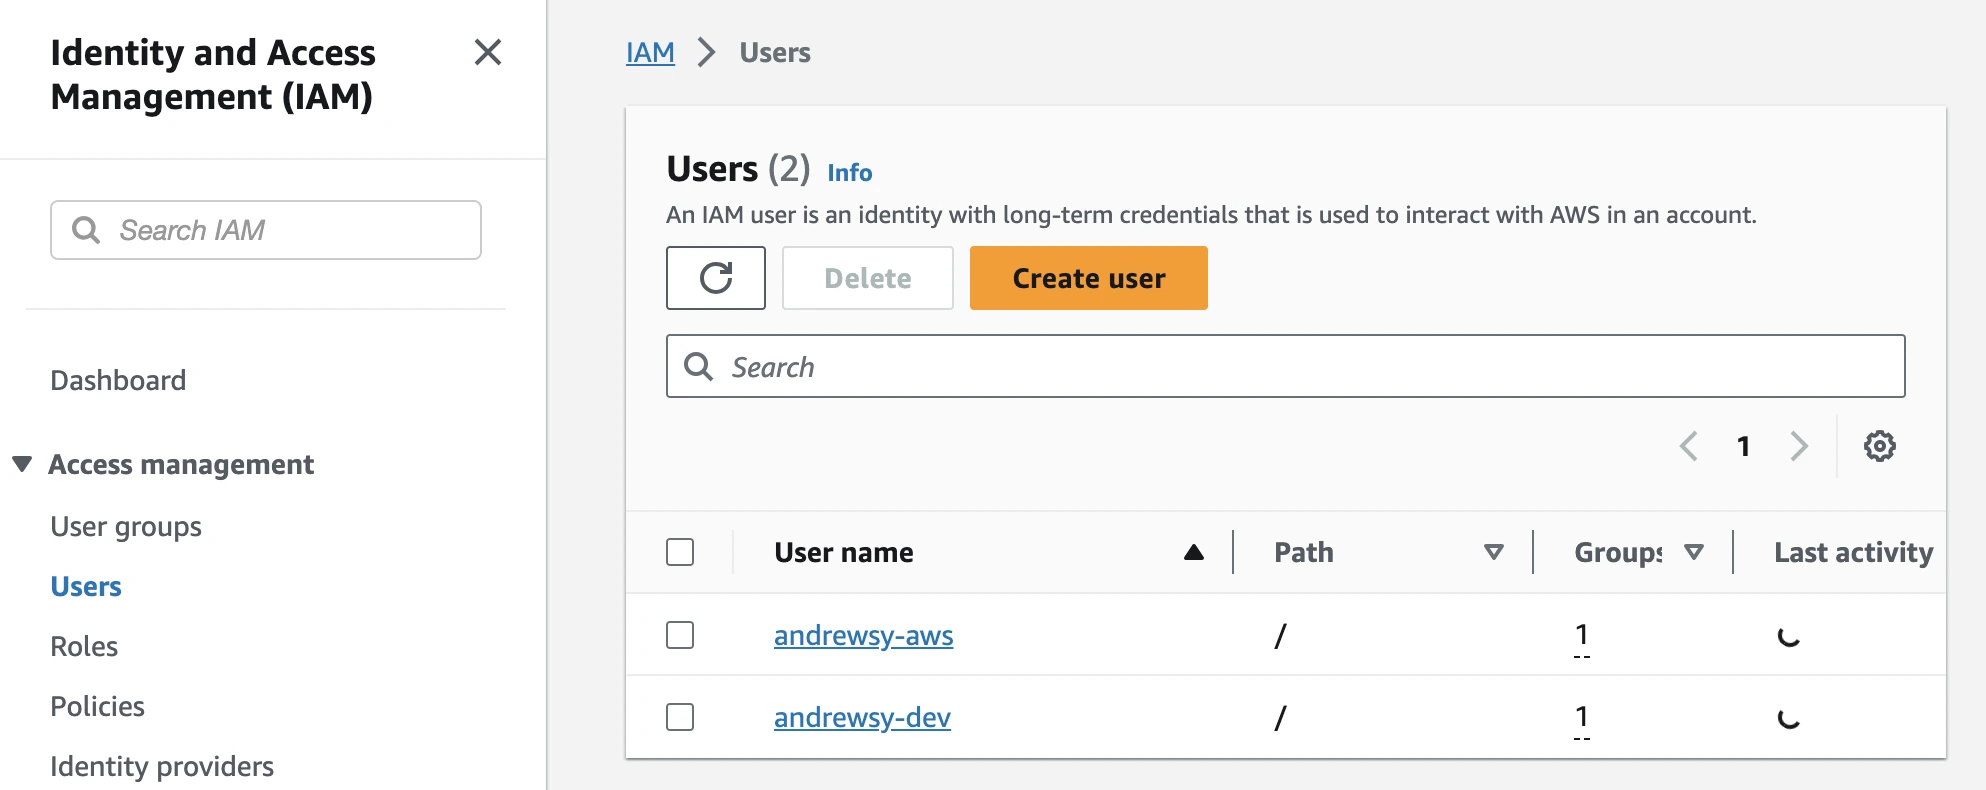 Identity and Access
Management (IAM)
Search IAM
Dashboard
Access management
User groups
Users
Roles
Policies
Identity providers
IAM > Users
Users (2) Info
An IAM user is an identity with long-term credentials that is used to interact with AWS in an account.
Delete Create user
Search
1
User name Path Groups Last activity
andrewsy-aws / 1
andrewsy-dev / 1